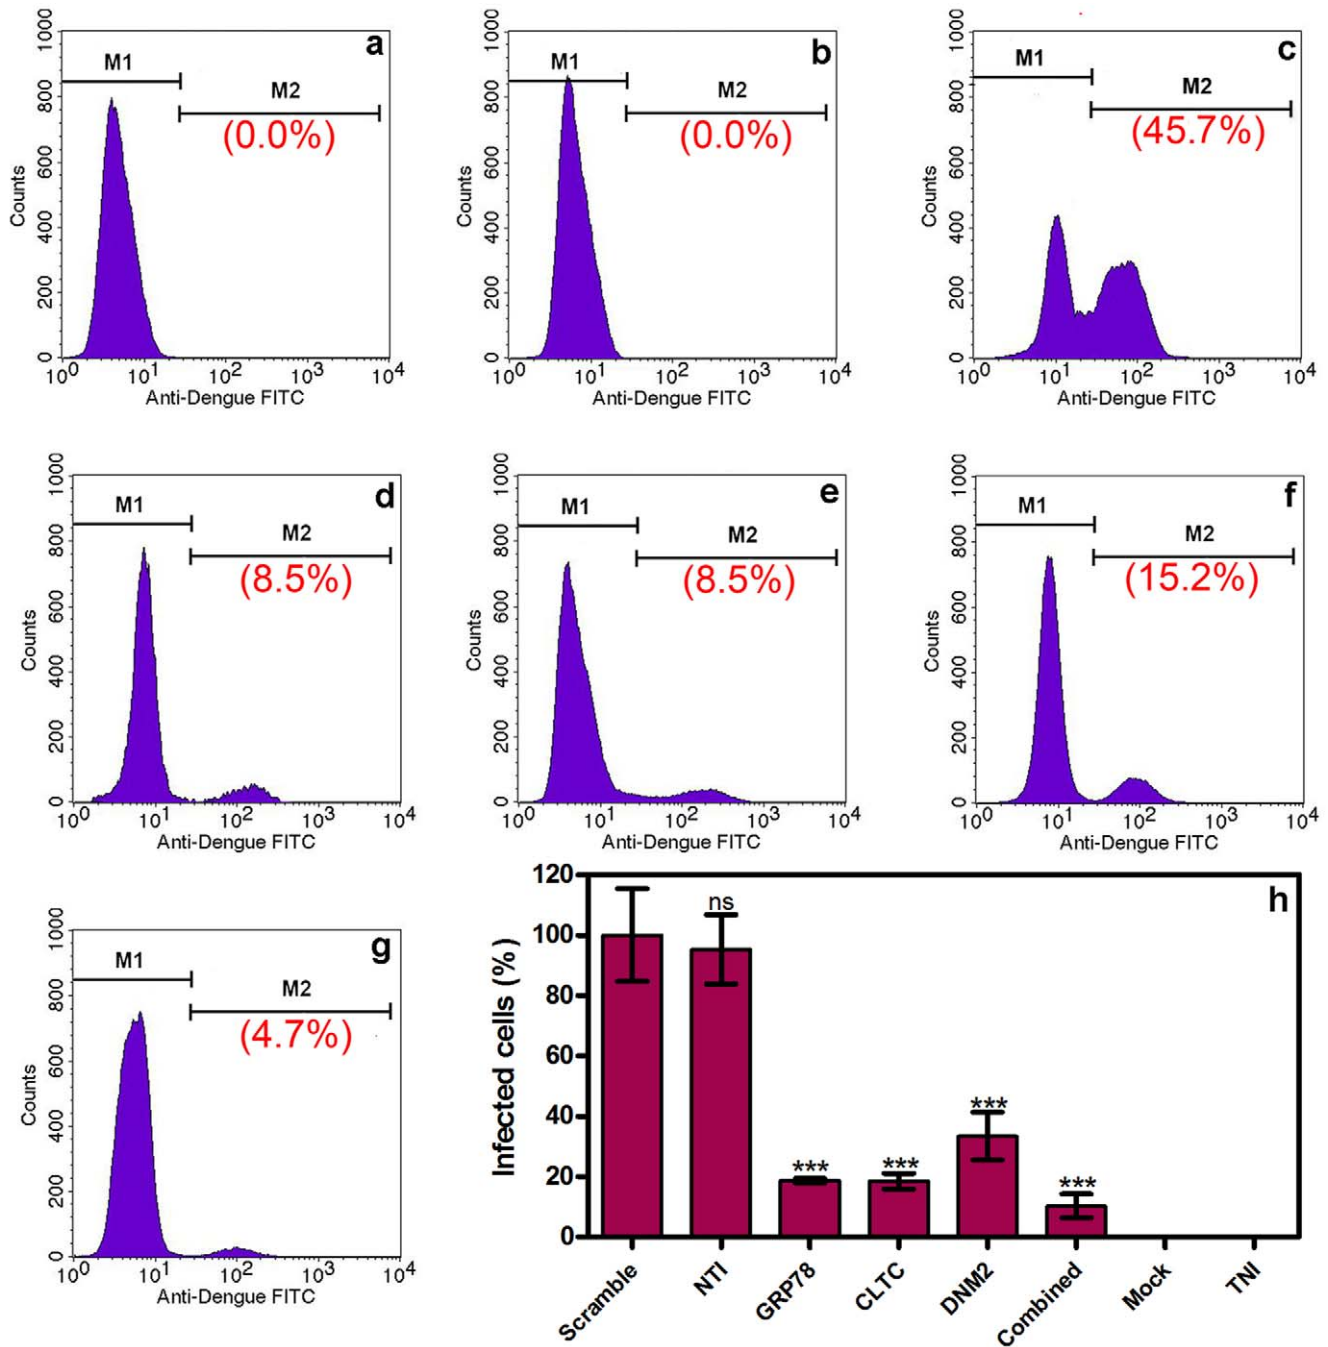 a
M1
M2
(0.0%)
Counts
0
200
400
600
800
1000
10^0 10^1 10^2 10^3 10^4
Anti-Dengue FITC
b
M1
M2
(0.0%)
Counts
0
200
400
600
800
1000
10^0 10^1 10^2 10^3 10^4
Anti-Dengue FITC
c
M1
M2
(45.7%)
Counts
0
200
400
600
800
1000
10^0 10^1 10^2 10^3 10^4
Anti-Dengue FITC
d
M1
M2
(8.5%)
Counts
0
200
400
600
800
1000
10^0 10^1 10^2 10^3 10^4
Anti-Dengue FITC
e
M1
M2
(8.5%)
Counts
0
200
400
600
800
1000
10^0 10^1 10^2 10^3 10^4
Anti-Dengue FITC
f
M1
M2
(15.2%)
Counts
0
200
400
600
800
1000
10^0 10^1 10^2 10^3 10^4
Anti-Dengue FITC
g
M1
M2
(4.7%)
Counts
0
200
400
600
800
1000
10^0 10^1 10^2 10^3 10^4
Anti-Dengue FITC
h
Infected cells (%)
120
100
80
60
40
20
0
ns
***
***
***
***
Scramble
NTI
GRP78
CLTC
DNM2
Combined
Mock
TNI